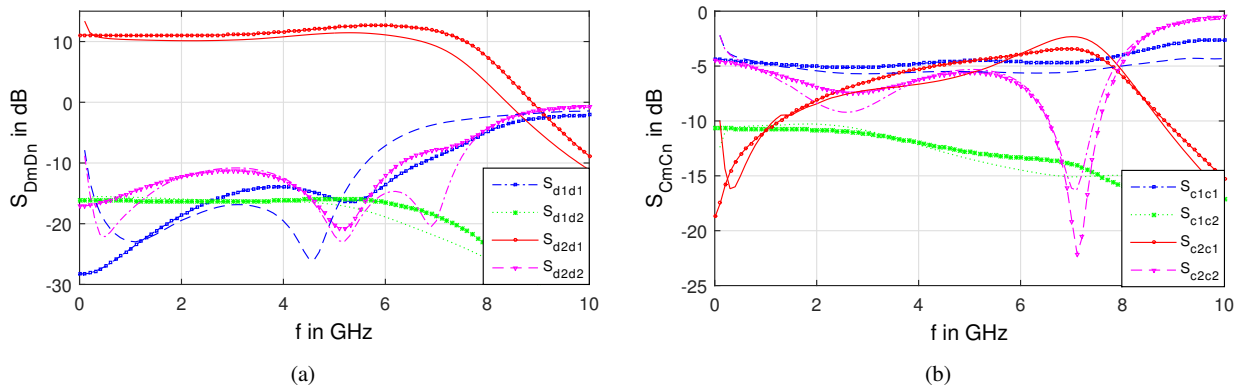 S_DmDn in dB
10
0
-10
-20
-30
0
2
4
6
8
10
f in GHz
S_d1d1
S_d1d2
S_d2d1
S_d2d2
(a)
S_CmCn in dB
0
-5
-10
-15
-20
-25
0
2
4
6
8
10
f in GHz
S_c1c1
S_c1c2
S_c2c1
S_c2c2
(b)